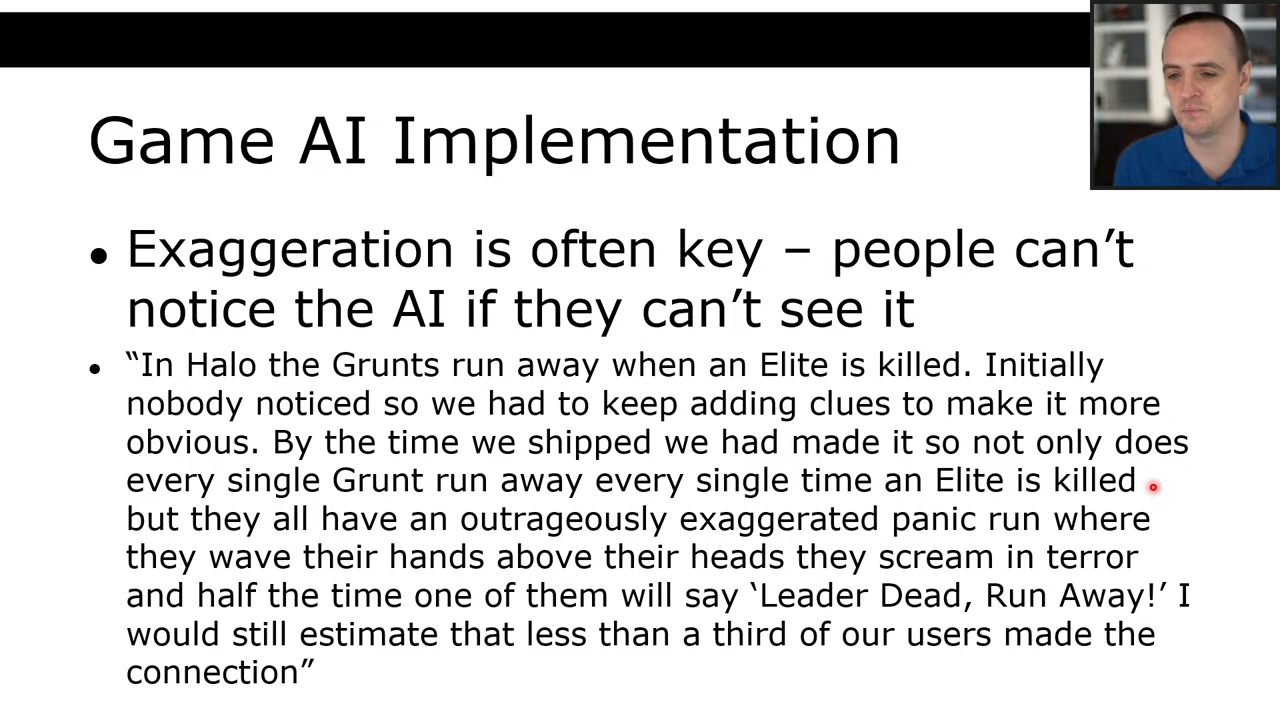 Game AI Implementation
• Exaggeration is often key – people can’t
notice the AI if they can’t see it
• “In Halo the Grunts run away when an Elite is killed. Initially
nobody noticed so we had to keep adding clues to make it more
obvious. By the time we shipped we had made it so not only does
every single Grunt run away every single time an Elite is killed
but they all have an outrageously exaggerated panic run where
they wave their hands above their heads they scream in terror
and half the time one of them will say ‘Leader Dead, Run Away!’ I
would still estimate that less than a third of our users made the
connection”